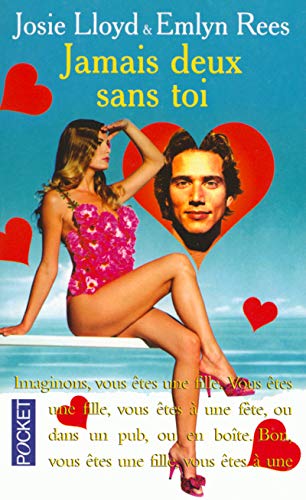 Josie Lloyd & Emlyn Rees
Jamais deux
sans toi
Imaginons, vous êtes une fille. Vous êtes
une fille, vous êtes à une fête, ou
dans un pub, ou en boîte. Bon,
vous êtes une fille, vous êtes à une
POCKET